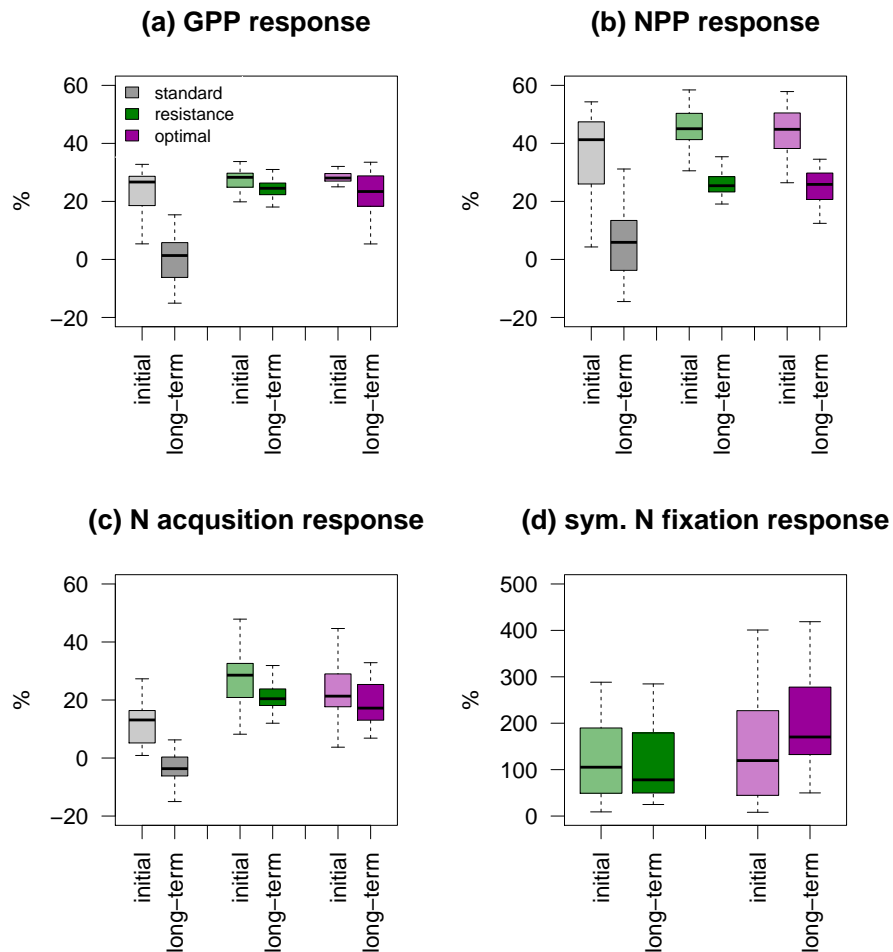 (a) GPP response
(b) NPP response
60
40
20
0
−20
%
standard
resistance
optimal
initial
long−term
initial
long−term
initial
long−term
60
40
20
0
−20
%
initial
long−term
initial
long−term
initial
long−term
(c) N acqusition response
(d) sym. N fixation response
60
40
20
0
−20
%
initial
long−term
initial
long−term
initial
long−term
500
400
300
200
100
0
%
initial
long−term
initial
long−term